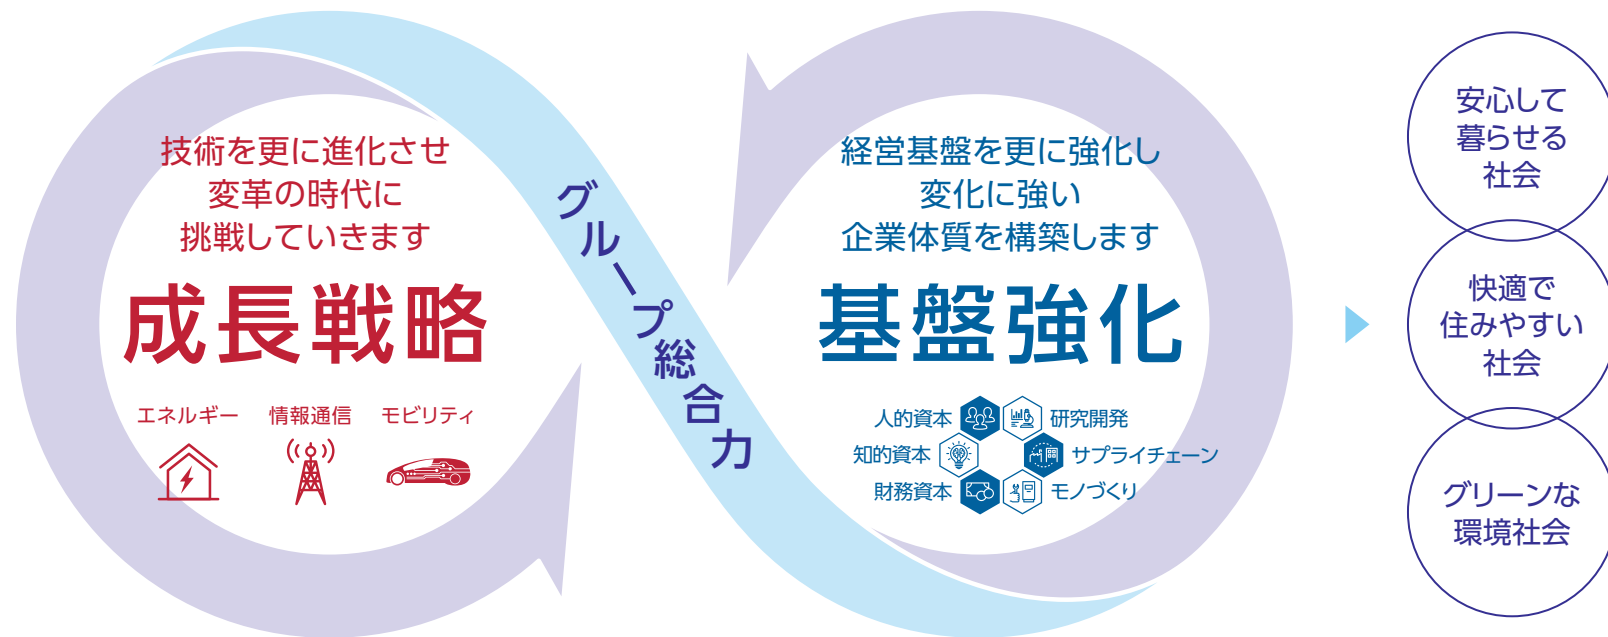 技術を更に進化させ
変革の時代に
挑戦していきます
成長戦略
エネルギー
情報通信
モビリティ
グループ総合力
経営基盤を更に強化し
変化に強い
企業体質を構築します
基盤強化
人的資本
研究開発
知的資本
サプライチェーン
財務資本
モノづくり
安心して
暮らせる
社会
快適で
住みやすい
社会
グリーンな
環境社会